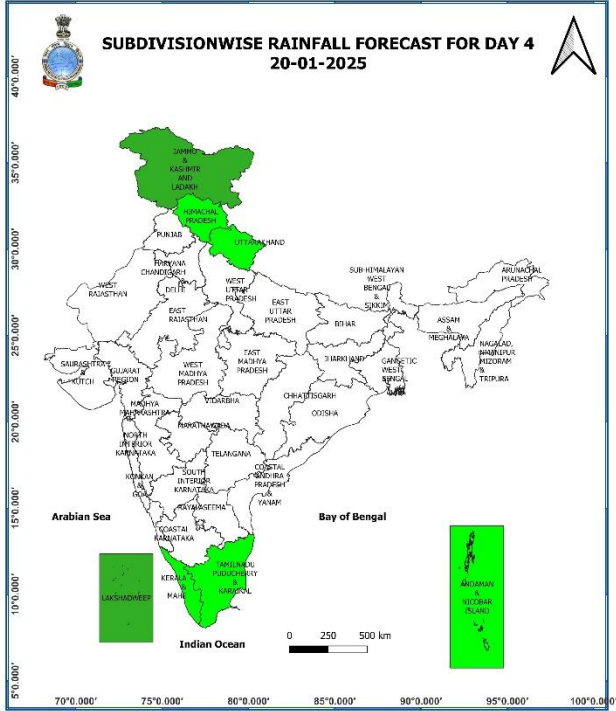 SUBDIVISIONWISE RAINFALL FORECAST FOR DAY 4
20-01-2025
40°0.000'
35°0.000'
30°0.000'
25°0.000'
20°0.000'
15°0.000'
10°0.000'
5°0.000'
JAMMU
&
KASHMIR
AND
LADAKH
HIMACHAL
PRADESH
PUNJAB
UTTARAKHAND
HARYANA
CHANDIGARH
&
DELHI
WEST
RAJASTHAN
WEST
UTTAR
PRADESH
SUB-HIMALAYAN
WEST
BENGAL
&
SIKKIM
ARUNACHAL
PRADESH
EAST
RAJASTHAN
EAST
UTTAR
PRADESH
BIHAR
ASSAM
&
MEGHALAYA
NAGALAD,
MANIPUR
MIZORAM
&
TRIPURA
SAURASHTRA
&
KUTCH
GUJARAT
REGION
WEST
MADHYA
PRADESH
EAST
MADHYA
PRADESH
JHARKHAND
GANGETIC
WEST
BENGAL
CHHATTISGARH
ODISHA
VIDARBHA
MADHYA
MAHARASHTRA
MARATHAWADA
NORTH
INTERIOR
KARNATAKA
TELANGANA
KONKAN
&
GOA
SOUTH
INTERIOR
KARNATAKA
COASTAL
ANDHRA
PRADESH
&
YANAM
RAYALASEEMA
COASTAL
KARNATAKA
Arabian Sea
Bay of Bengal
LAKSHADWEEP
KERALA
&
MAHE
TAMILNADU
PUDUCHERRY
&
KARAIKAL
ANDAMAN
&
NICOBAR
ISLAND
Indian Ocean
0 250 500 km
70°0.000' 75°0.000' 80°0.000' 85°0.000' 90°0.000' 95°0.000' 100°0.000'